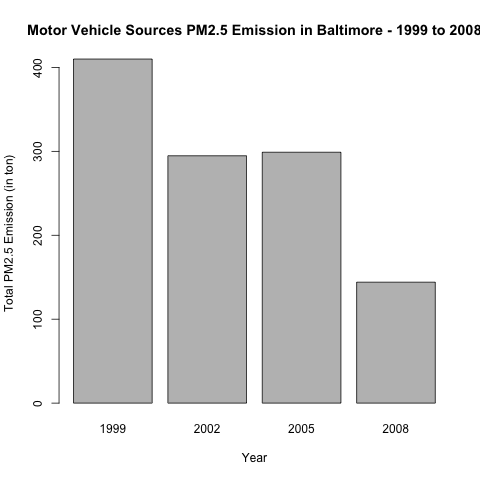 Motor Vehicle Sources PM2.5 Emission in Baltimore - 1999 to 2008
Total PM2.5 Emission (in ton)
400
300
200
100
0
1999 2002 2005 2008
Year